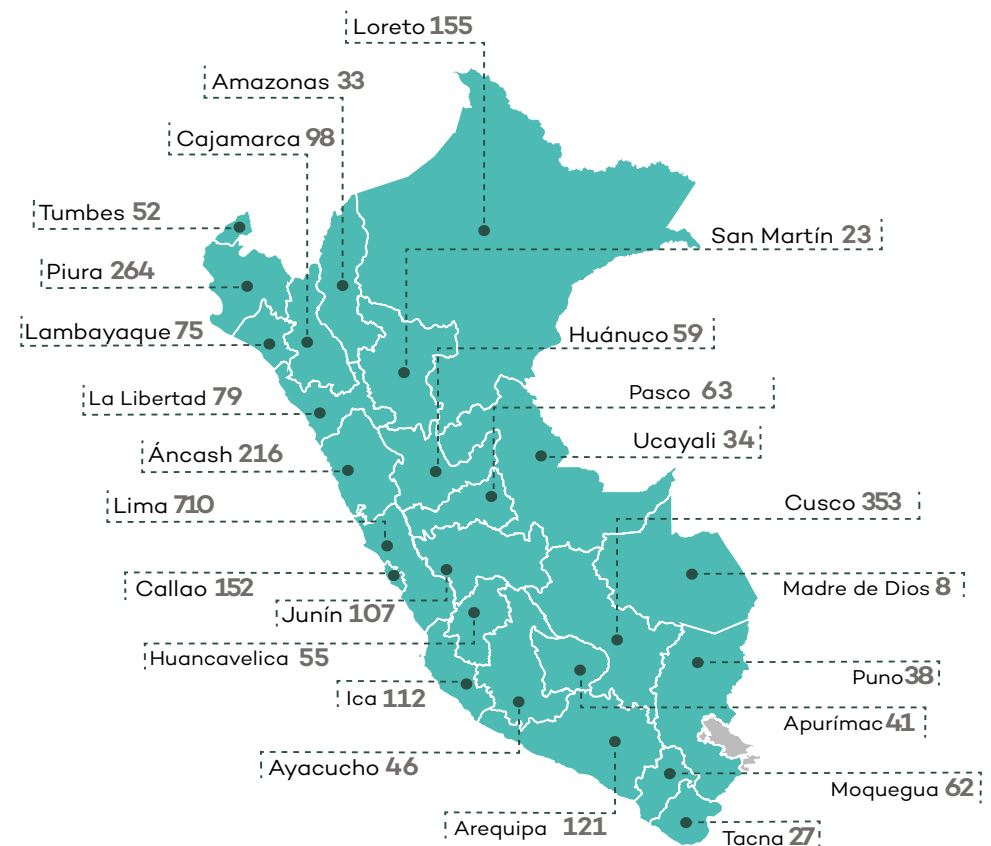 Loreto 155
Amazonas 33
Cajamarca 98
Tumbes 52
San Martín 23
Piura 264
Lambayaque 75
Huánuco 59
La Libertad 79
Pasco 63
Ucayali 34
Áncash 216
Lima 710
Cusco 353
Callao 152
Madre de Dios 8
Junín 107
Huancavelica 55
Puno 38
Ica 112
Apurímac 41
Ayacucho 46
Moquegua 62
Arequipa 121
Tacna 27